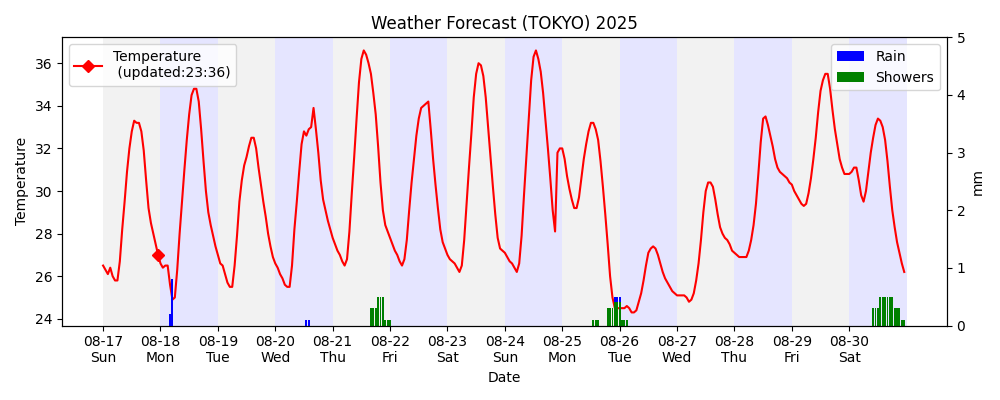 Weather Forecast (TOKYO) 2025
Temperature
(updated:23:36)
Rain
Showers
Temperature
36
34
32
30
28
26
24
5
4
3
2
1
0
mm
08-17 08-18 08-19 08-20 08-21 08-22 08-23 08-24 08-25 08-26 08-27 08-28 08-29 08-30
Sun Mon Tue Wed Thu Fri Sat Sun Mon Tue Wed Thu Fri Sat
Date